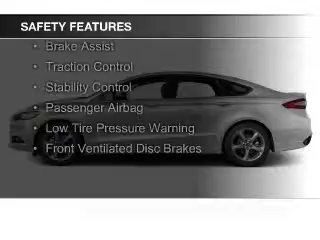 SAFETY FEATURES
• Brake Assist
• Traction Control
• Stability Control
• Passenger Airbag
• Low Tire Pressure Warning
• Front Ventilated Disc Brakes